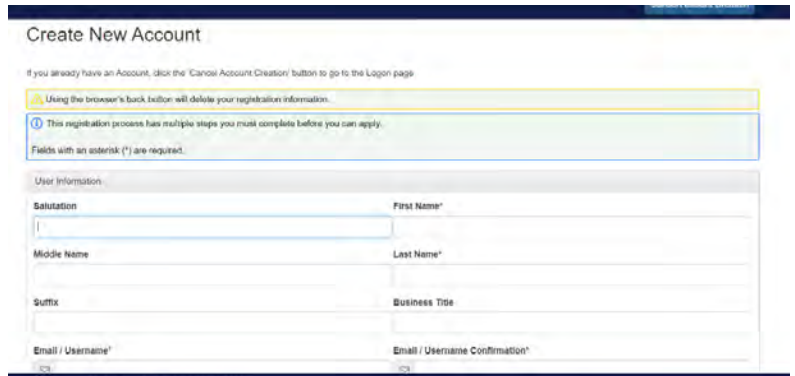 Create New Account
If you already have an Account, click the 'Cancel Account Creation' button to go to the Logon page
Using the browser's back button will delete your registration information.
This registration process has multiple steps you must complete before you can apply.
Fields with an asterisk (*) are required.
User Information
Salutation First Name*
Middle Name Last Name*
Suffix Business Title
Email / Username* Email / Username Confirmation*